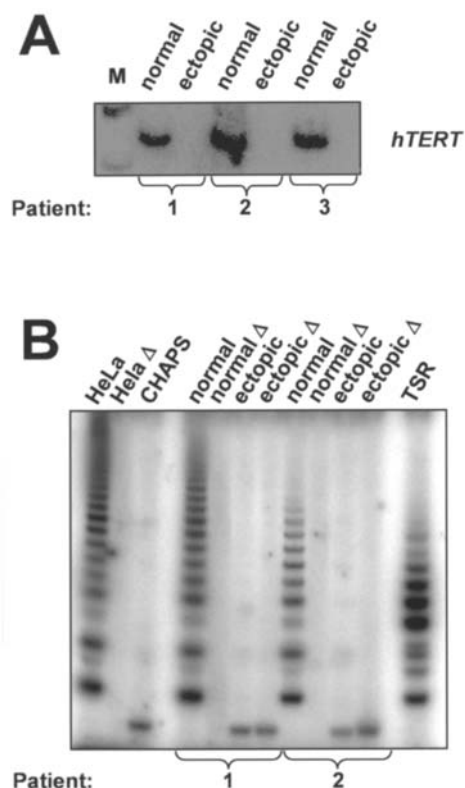 A
M normal ectopic normal ectopic normal ectopic
hTERT
Patient: 1 2 3
B
HeLa Hela Δ CHAPS normal normal Δ ectopic ectopic Δ normal normal Δ ectopic ectopic Δ TSR
Patient: 1 2